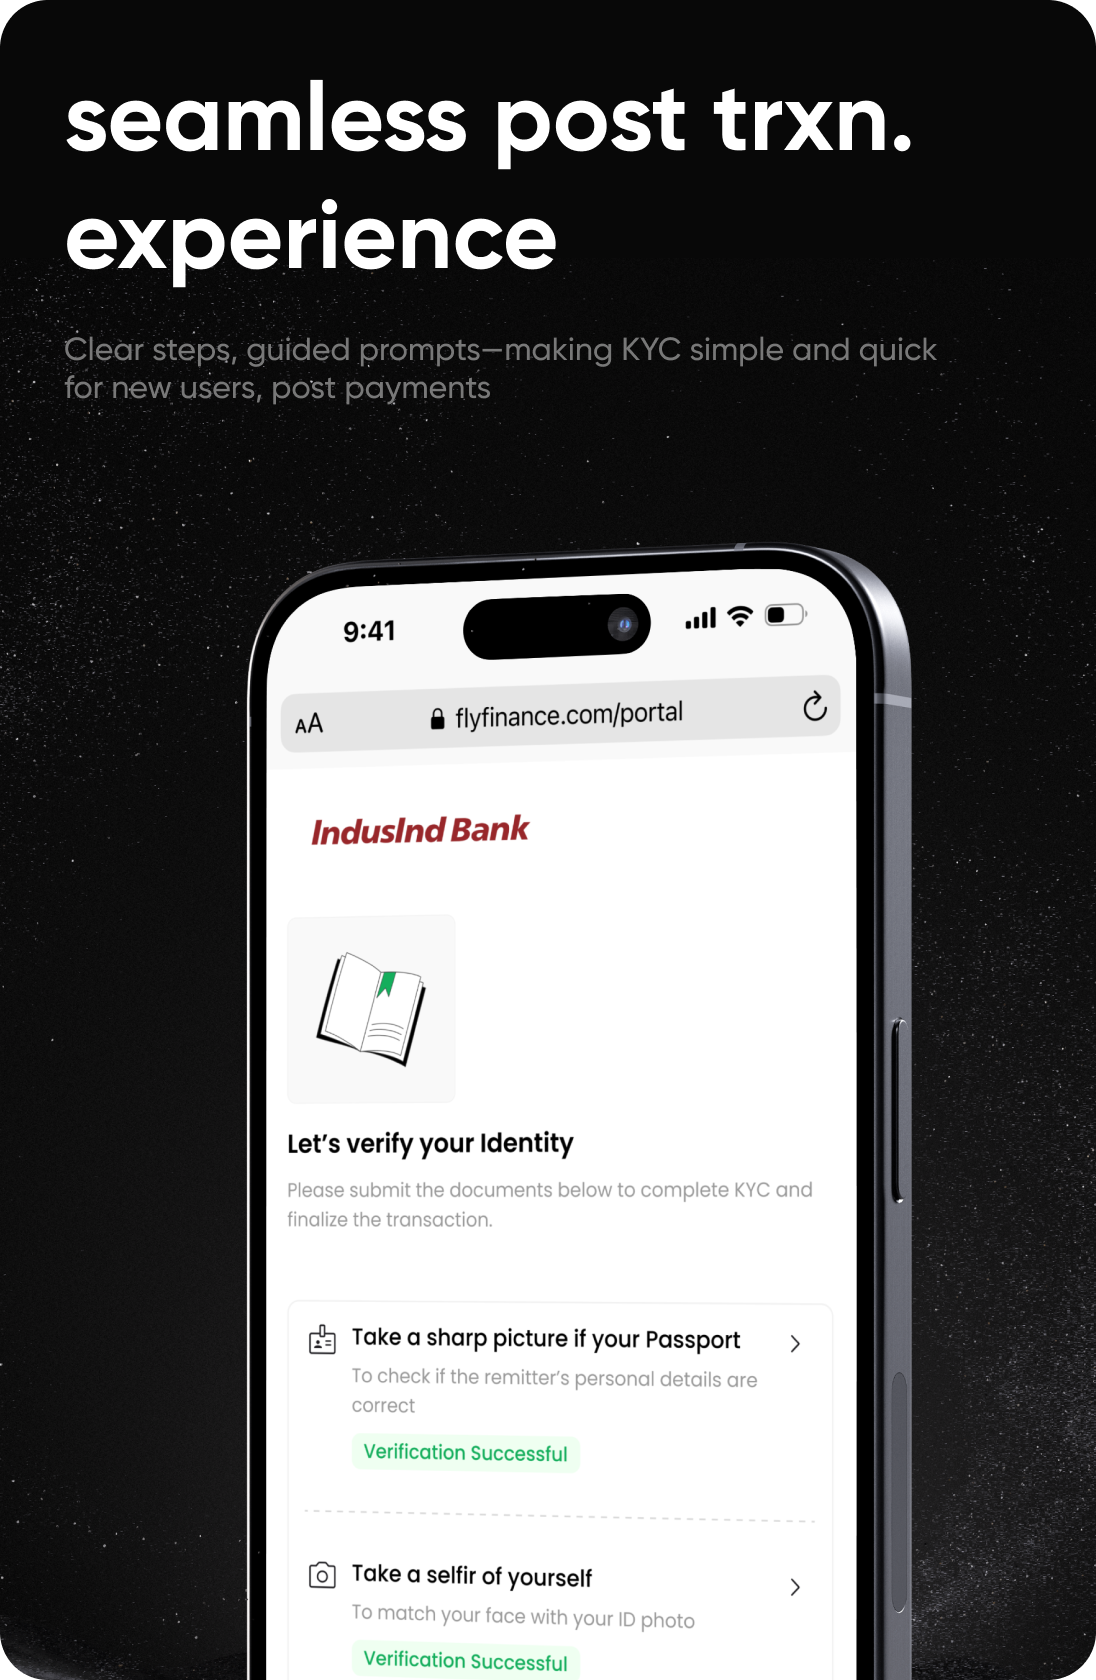 seamless post trxn.
experience
Clear steps, guided prompts—making KYC simple and quick
for new users, post payments
9:41
AA
flyfinance.com/portal
IndusInd Bank
Let’s verify your Identity
Please submit the documents below to complete KYC and
finalize the transaction.
Take a sharp picture if your Passport
To check if the remitter’s personal details are
correct
Verification Successful
Take a selfir of yourself
To match your face with your ID photo
Verification Successful